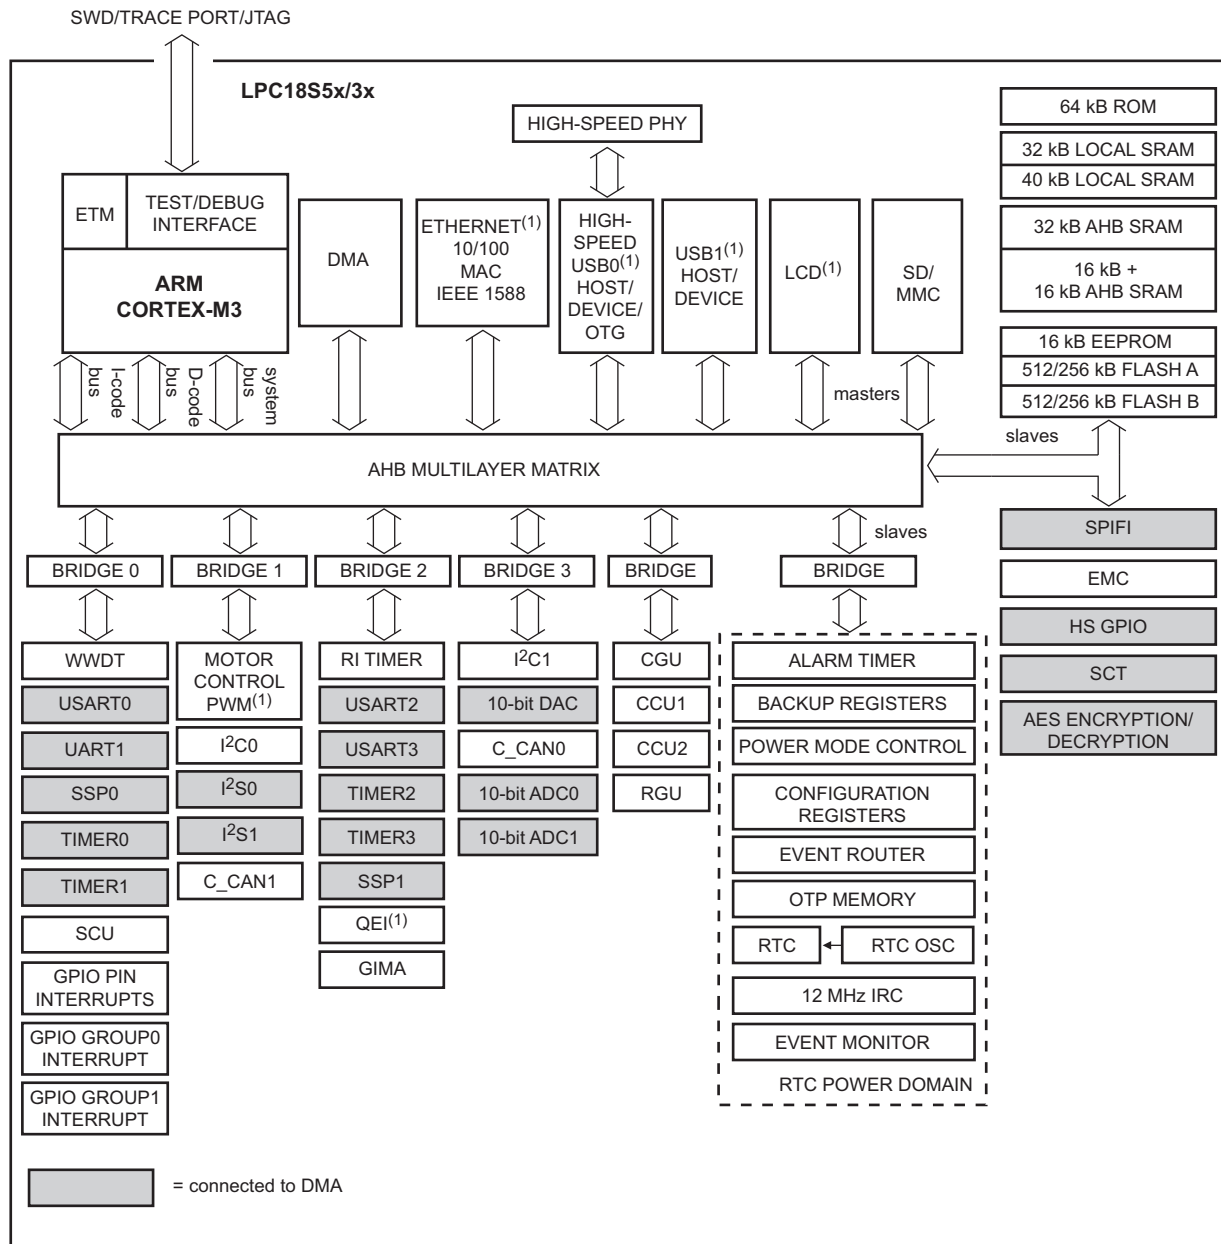 SWD/TRACE PORT/JTAG
LPC18S5x/3x
HIGH-SPEED PHY
ETM
TEST/DEBUG
INTERFACE
ARM
CORTEX-M3
DMA
ETHERNET(1)
10/100
MAC
IEEE 1588
HIGH-
SPEED
USB0(1)
HOST/
DEVICE/
OTG
USB1(1)
HOST/
DEVICE
LCD(1)
SD/
MMC
64 kB ROM
32 kB LOCAL SRAM
40 kB LOCAL SRAM
32 kB AHB SRAM
16 kB +
16 kB AHB SRAM
16 kB EEPROM
512/256 kB FLASH A
512/256 kB FLASH B
I-code
bus
D-code
bus
system
bus
masters
slaves
AHB MULTILAYER MATRIX
slaves
BRIDGE 0
BRIDGE 1
BRIDGE 2
BRIDGE 3
BRIDGE
BRIDGE
WWDT
USART0
UART1
SSP0
TIMER0
TIMER1
SCU
GPIO PIN
INTERRUPTS
GPIO GROUP0
INTERRUPT
GPIO GROUP1
INTERRUPT
MOTOR
CONTROL
PWM(1)
I2C0
I2S0
I2S1
C_CAN1
RI TIMER
USART2
USART3
TIMER2
TIMER3
SSP1
QEI(1)
GIMA
I2C1
10-bit DAC
C_CAN0
10-bit ADC0
10-bit ADC1
CGU
CCU1
CCU2
RGU
ALARM TIMER
BACKUP REGISTERS
POWER MODE CONTROL
CONFIGURATION
REGISTERS
EVENT ROUTER
OTP MEMORY
RTC
RTC OSC
12 MHz IRC
EVENT MONITOR
RTC POWER DOMAIN
SPIFI
EMC
HS GPIO
SCT
AES ENCRYPTION/
DECRYPTION
= connected to DMA